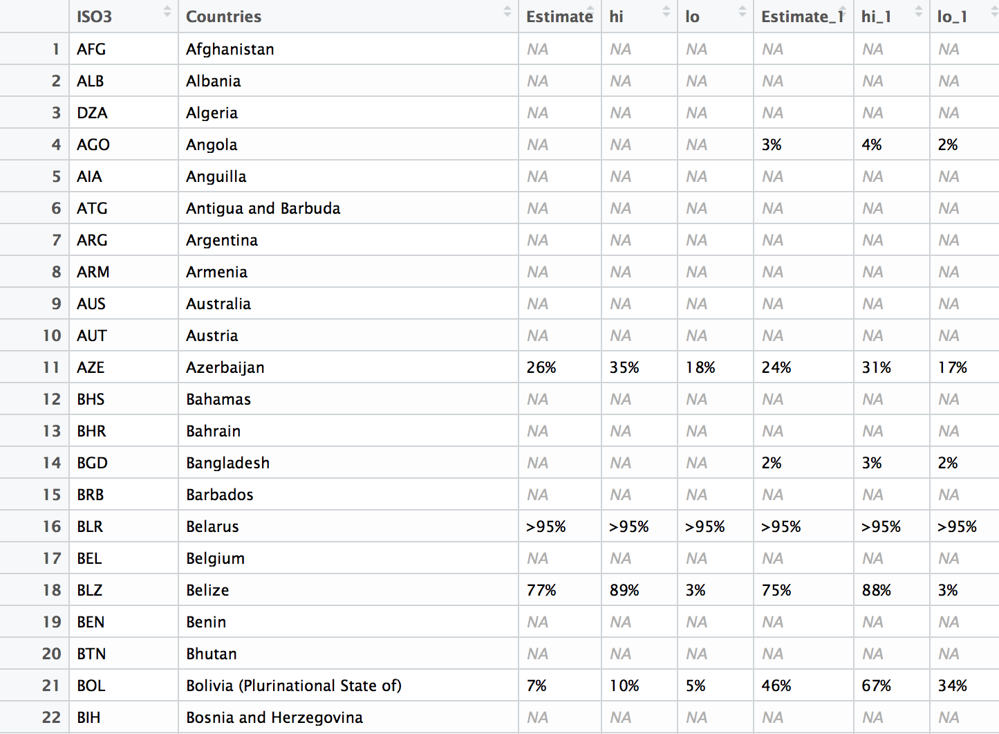 ISO3 Countries Estimate hi lo Estimate_1 hi_1 lo_1
1 AFG Afghanistan NA NA NA NA NA NA
2 ALB Albania NA NA NA NA NA NA
3 DZA Algeria NA NA NA NA NA NA
4 AGO Angola NA NA NA 3% 4% 2%
5 AIA Anguilla NA NA NA NA NA NA
6 ATG Antigua and Barbuda NA NA NA NA NA NA
7 ARG Argentina NA NA NA NA NA NA
8 ARM Armenia NA NA NA NA NA NA
9 AUS Australia NA NA NA NA NA NA
10 AUT Austria NA NA NA NA NA NA
11 AZE Azerbaijan 26% 35% 18% 24% 31% 17%
12 BHS Bahamas NA NA NA NA NA NA
13 BHR Bahrain NA NA NA NA NA NA
14 BGD Bangladesh NA NA NA 2% 3% 2%
15 BRB Barbados NA NA NA NA NA NA
16 BLR Belarus >95% >95% >95% >95% >95% >95%
17 BEL Belgium NA NA NA NA NA NA
18 BLZ Belize 77% 89% 3% 75% 88% 3%
19 BEN Benin NA NA NA NA NA NA
20 BTN Bhutan NA NA NA NA NA NA
21 BOL Bolivia (Plurinational State of) 7% 10% 5% 46% 67% 34%
22 BIH Bosnia and Herzegovina NA NA NA NA NA NA